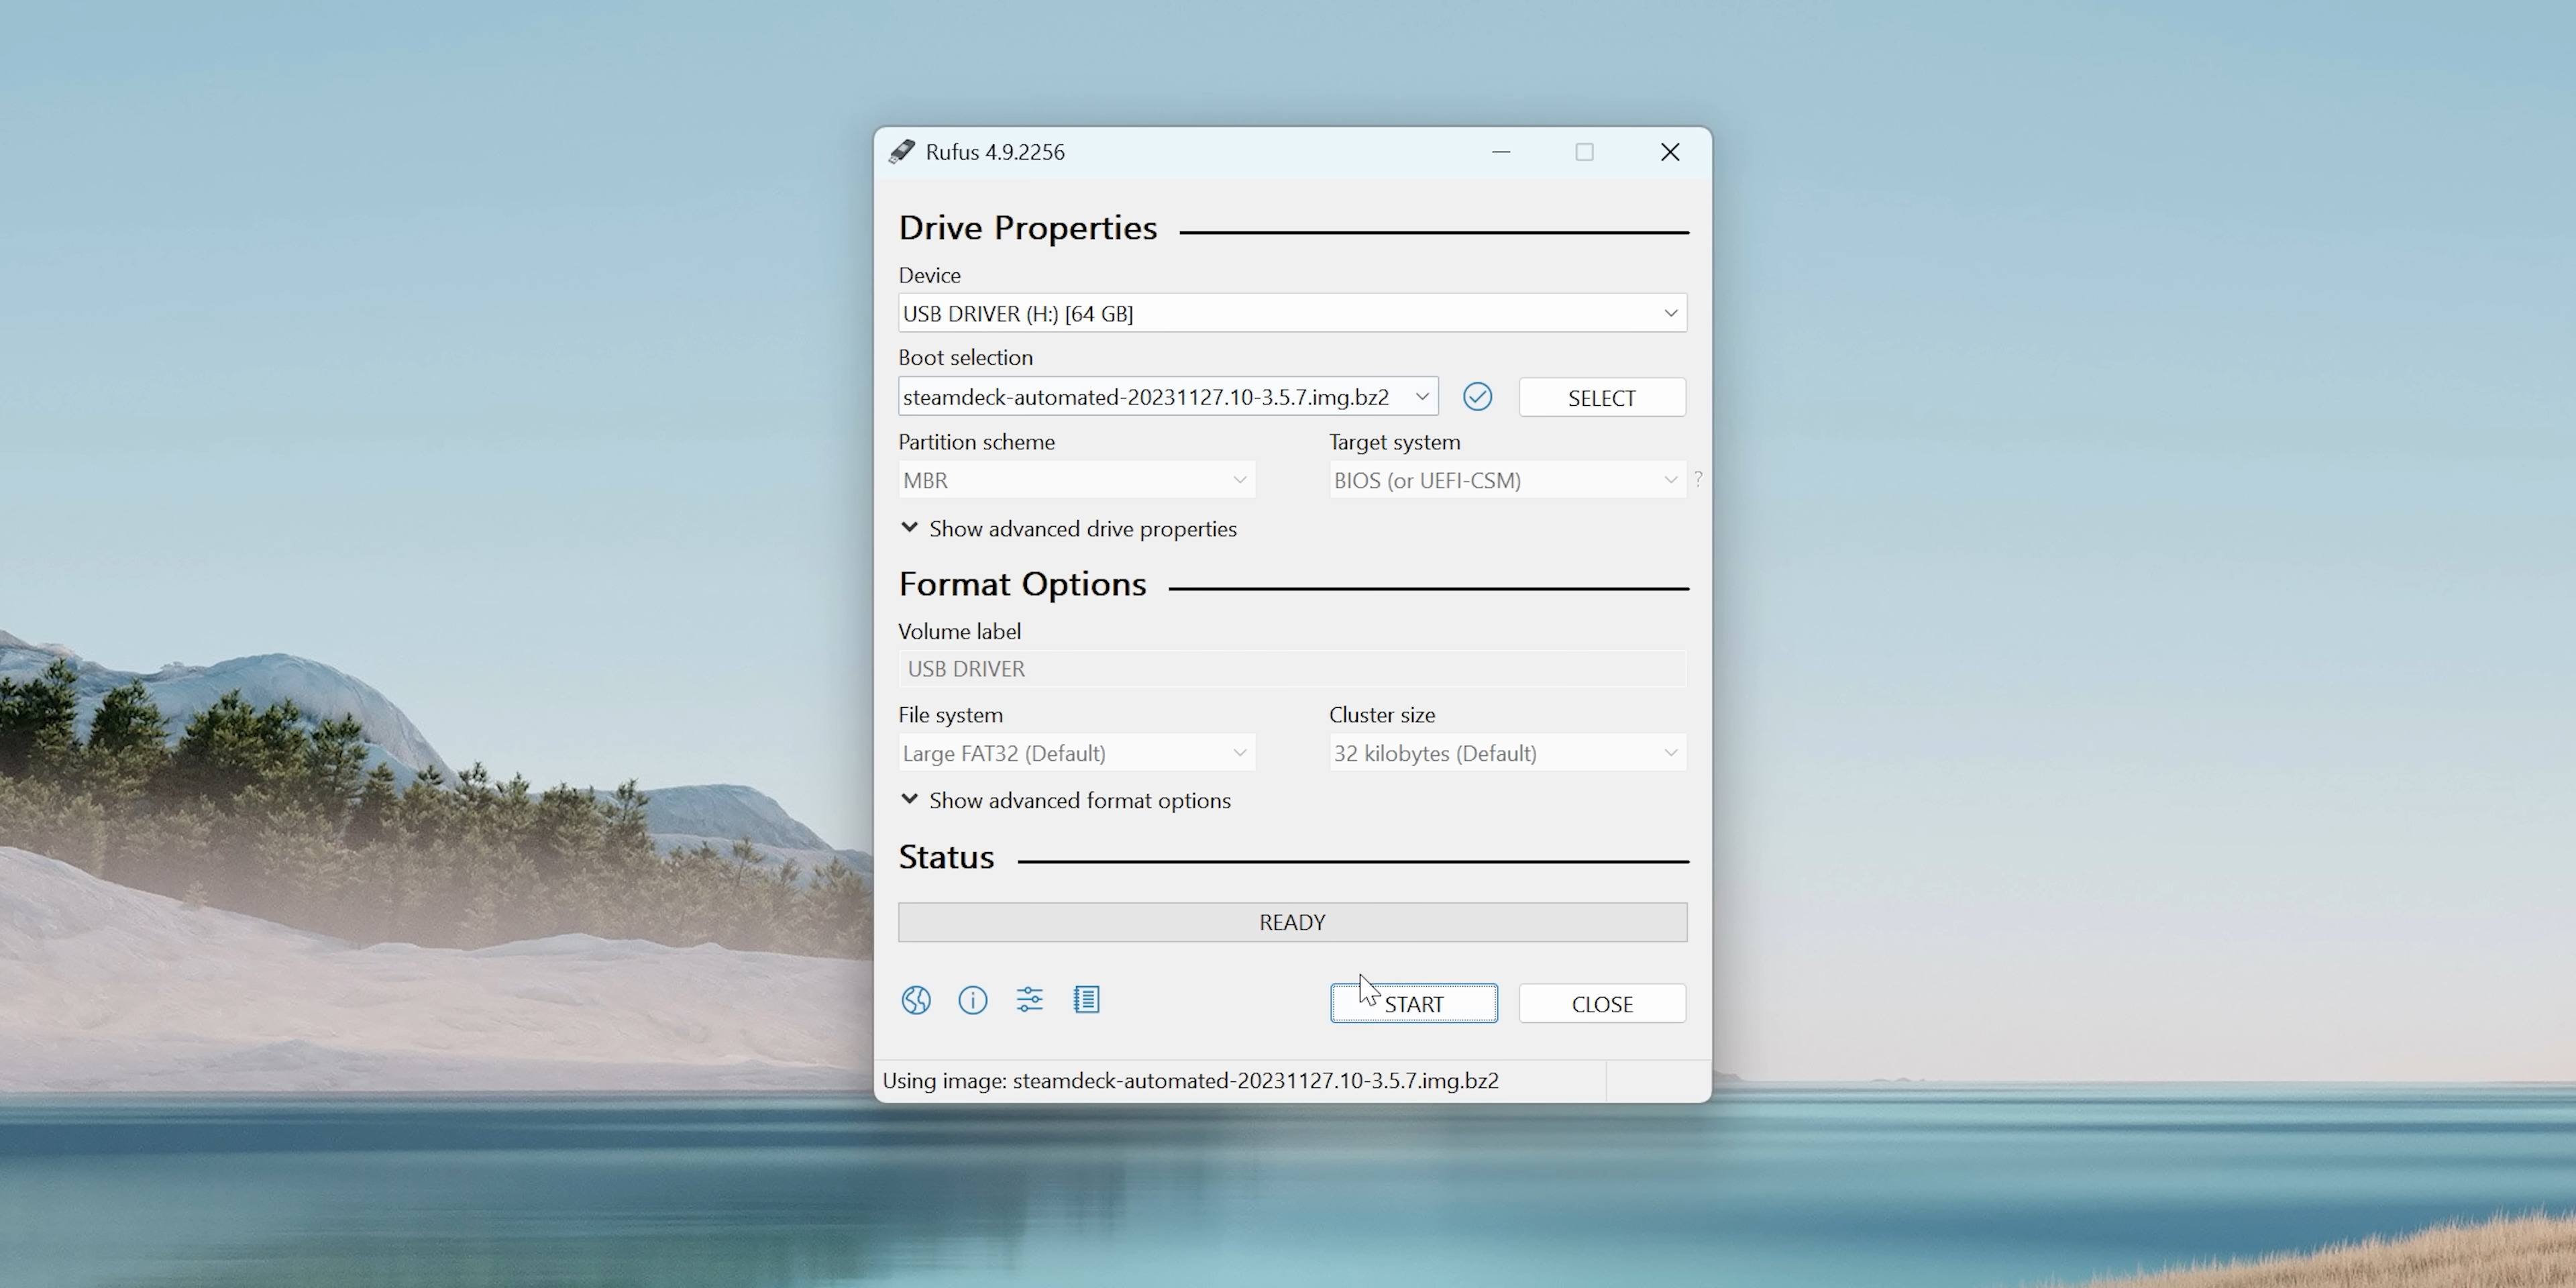 Rufus 4.9.2256
Drive Properties
Device
USB DRIVER (H:) [64 GB]
Boot selection
steamdeck-automated-20231127.10-3.5.7.img.bz2
SELECT
Partition scheme
Target system
MBR
BIOS (or UEFI-CSM)
?
Show advanced drive properties
Format Options
Volume label
USB DRIVER
File system
Cluster size
Large FAT32 (Default)
32 kilobytes (Default)
Show advanced format options
Status
READY
START
CLOSE
Using image: steamdeck-automated-20231127.10-3.5.7.img.bz2